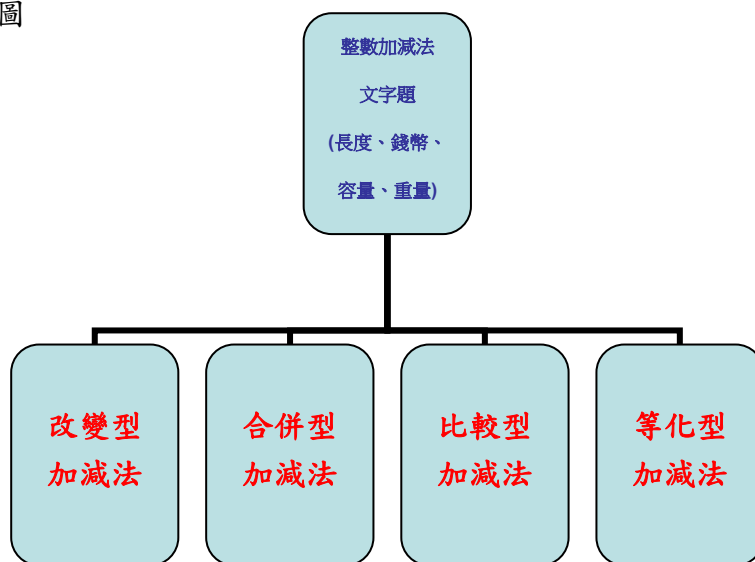 圖
整數加減法
文字題
(長度、錢幣、
容量、重量)
改變型
加減法
合併型
加減法
比較型
加減法
等化型
加減法